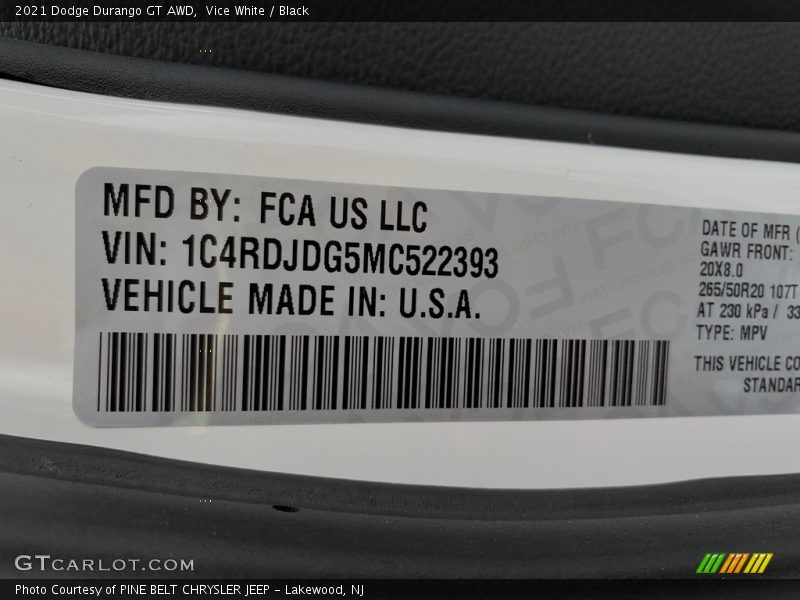 2021 Dodge Durango GT AWD, Vice White / Black
MFD BY: FCA US LLC
VIN: 1C4RDJDG5MC522393
VEHICLE MADE IN: U.S.A.
DATE OF MFR (
GAWR FRONT:
20X8.0
265/50R20 107T
AT 230 kPa / 33
TYPE: MPV
THIS VEHICLE CO
STANDAR
GTCARLOT.COM
Photo Courtesy of PINE BELT CHRYSLER JEEP - Lakewood, NJ